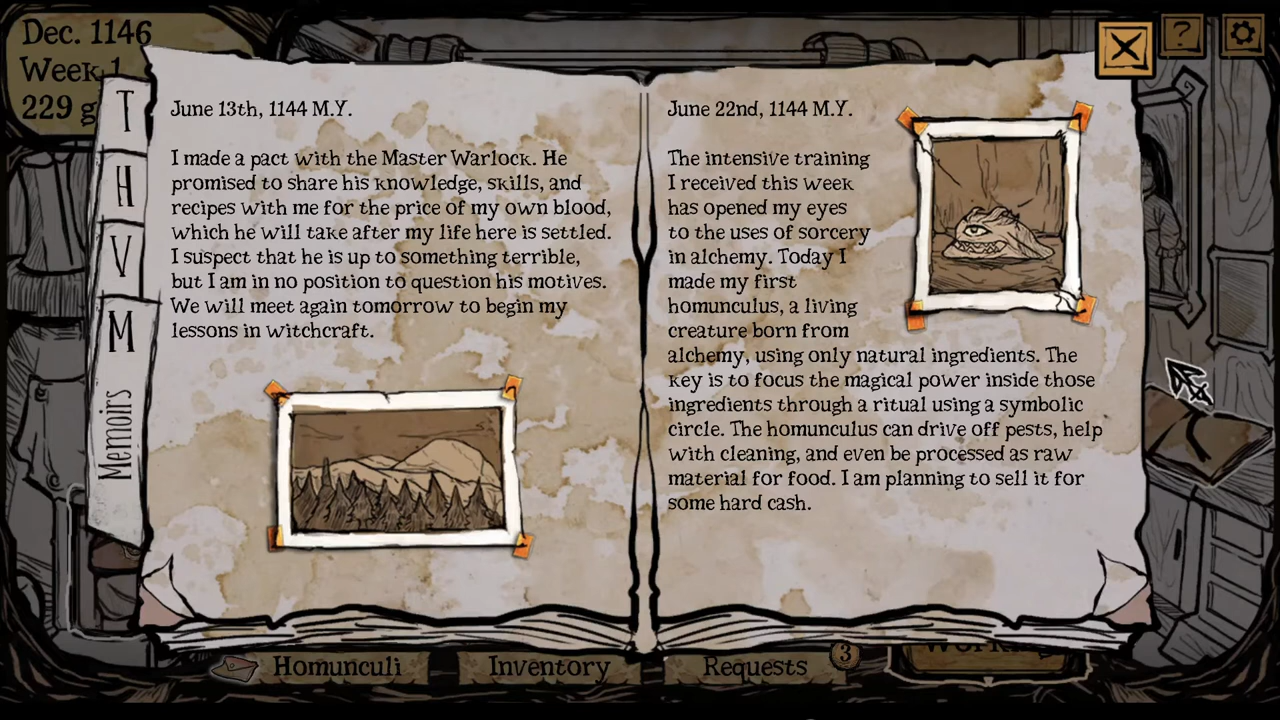 Dec. 1146
Week 1
229 g
T
H
V
M
Memoirs
June 13th, 1144 M.Y.
I made a pact with the Master Warlock. He
promised to share his knowledge, skills, and
recipes with me for the price of my own blood,
which he will take after my life here is settled.
I suspect that he is up to something terrible,
but I am in no position to question his motives.
We will meet again tomorrow to begin my
lessons in witchcraft.
June 22nd, 1144 M.Y.
The intensive training
I received this week
has opened my eyes
to the uses of sorcery
in alchemy. Today I
made my first
homunculus, a living
creature born from
alchemy, using only natural ingredients. The
key is to focus the magical power inside those
ingredients through a ritual using a symbolic
circle. The homunculus can drive off pests, help
with cleaning, and even be processed as raw
material for food. I am planning to sell it for
some hard cash.
?
Homunculi
Inventory
Requests
3